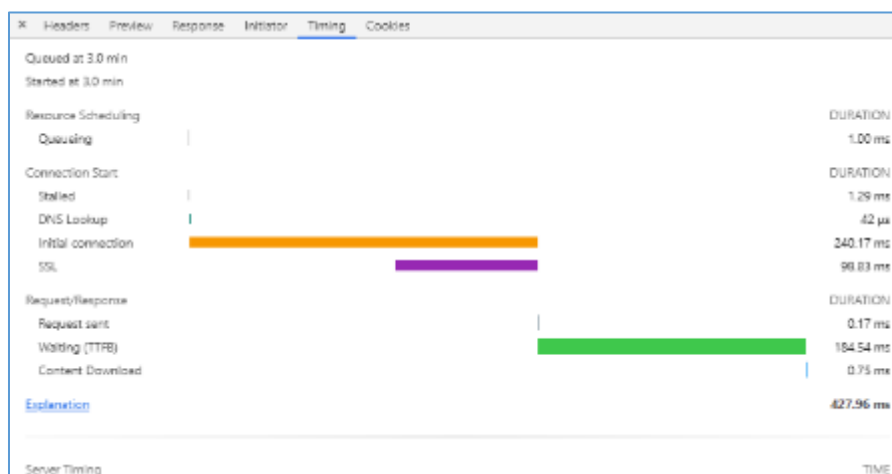 × Headers Preview Response Initiator Timing Cookies
Queued at 3.0 min
Started at 3.0 min
Resource Scheduling DURATION
Queueing 1.00 ms
Connection Start DURATION
Stalled 1.29 ms
DNS Lookup 42 µs
Initial connection 240.17 ms
SSL 98.83 ms
Request/Response DURATION
Request sent 0.17 ms
Waiting (TTFB) 184.54 ms
Content Download 0.75 ms
Explanation 427.96 ms
Server Timing TIME